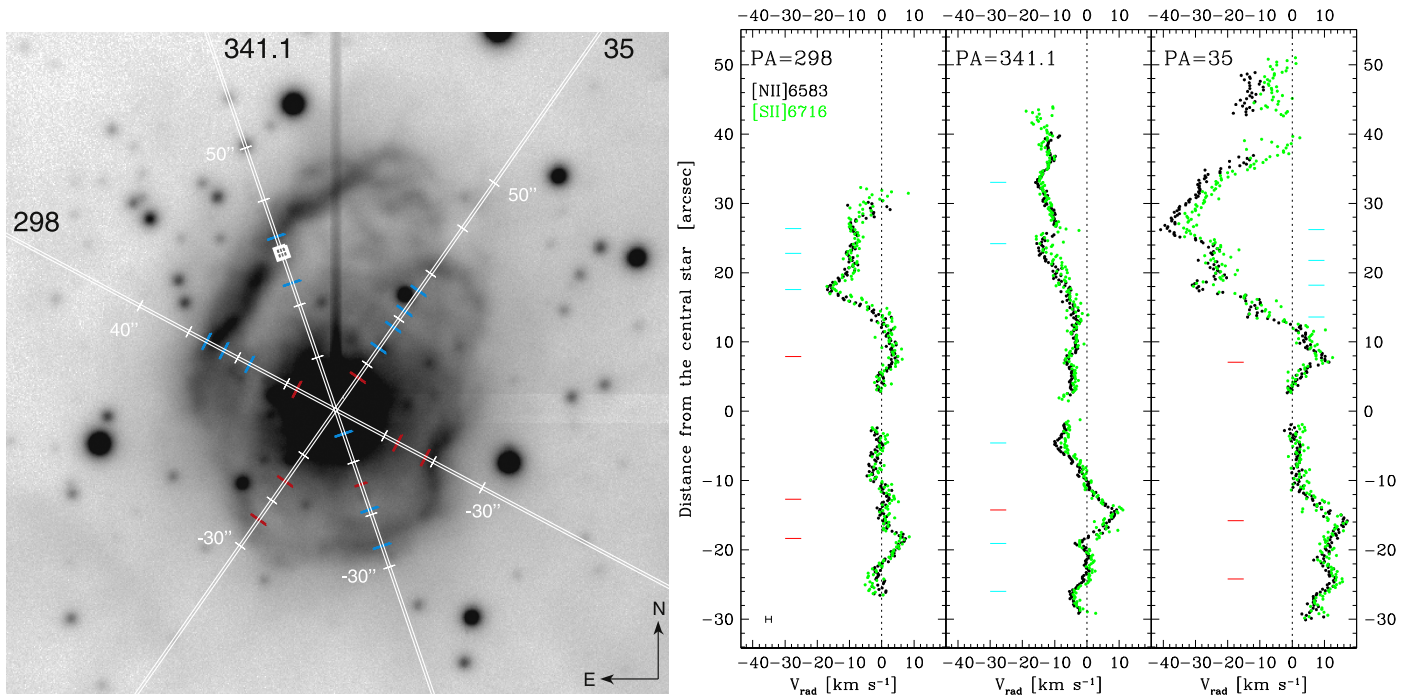 341.1
35
298
50’’
50’’
40’’
-30’’
-30’’
-30’’
N
E
-40-30-20-10 0 10
-40-30-20-10 0 10
-40-30-20-10 0 10
PA=298
PA=341.1
PA=35
[NII]6583
[SII]6716
Distance from the central star [arcsec]
50
40
30
20
10
0
-10
-20
-30
50
40
30
20
10
0
-10
-20
-30
-40-30-20-10 0 10
-40-30-20-10 0 10
-40-30-20-10 0 10
Vrad [km s⁻¹]
Vrad [km s⁻¹]
Vrad [km s⁻¹]